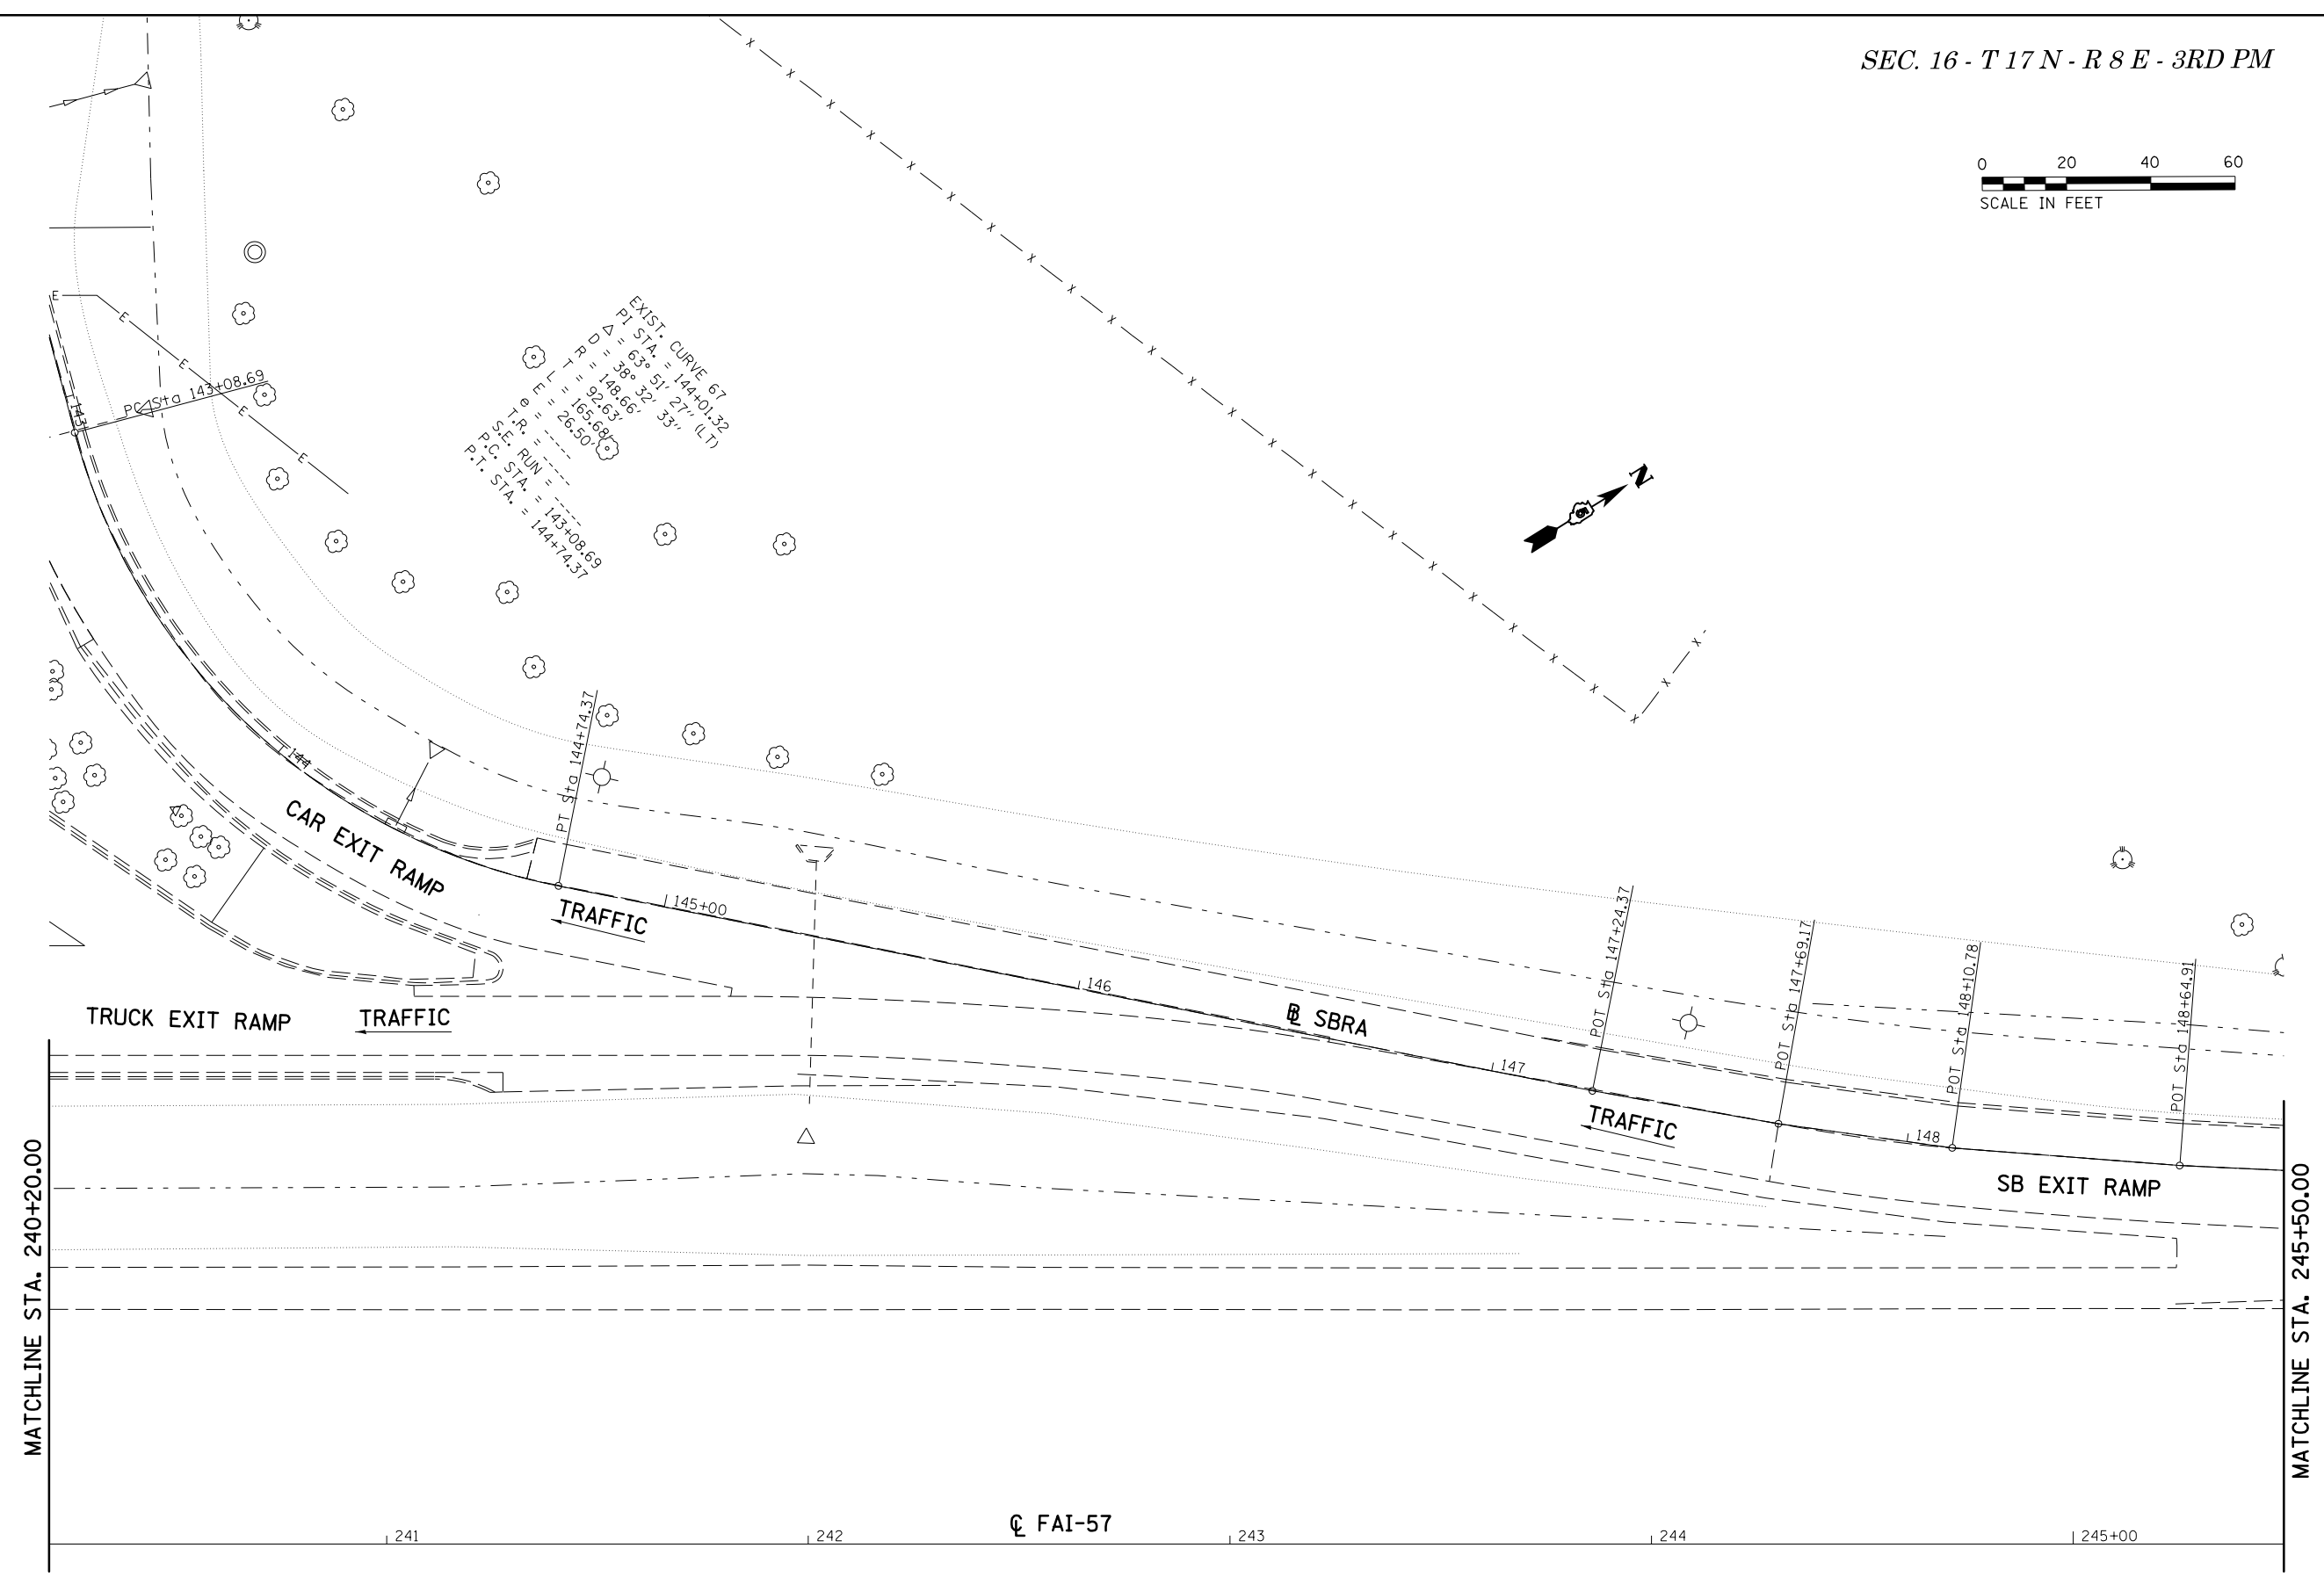 SEC. 16 - T 17 N - R 8 E - 3RD PM
0 20 40 60
SCALE IN FEET
N
E
E
E
E
E
PC Sta 143+08.69
143
EXIST. CURVE 67
PI STA. = 144+01.32
△ = 63° 51' 27" (LT)
D = 38° 32' 33"
R = 148.66'
T = 92.63'
L = 165.68'
E = 26.50'
e = -----
T.R. = -----
S.E. RUN = -----
P.C. STA. = 143+08.69
P.T. STA. = 144+74.37
144
PT Sta 144+74.37
CAR EXIT RAMP
TRAFFIC
145+00
146
℄ SBRA
147
POT Sta 147+24.37
POT Sta 147+69.17
POT Sta 148+10.78
POT Sta 148+64.91
TRAFFIC
148
SB EXIT RAMP
TRUCK EXIT RAMP
TRAFFIC
MATCHLINE STA. 240+20.00
MATCHLINE STA. 245+50.00
℄ FAI-57
241
242
243
244
245+00